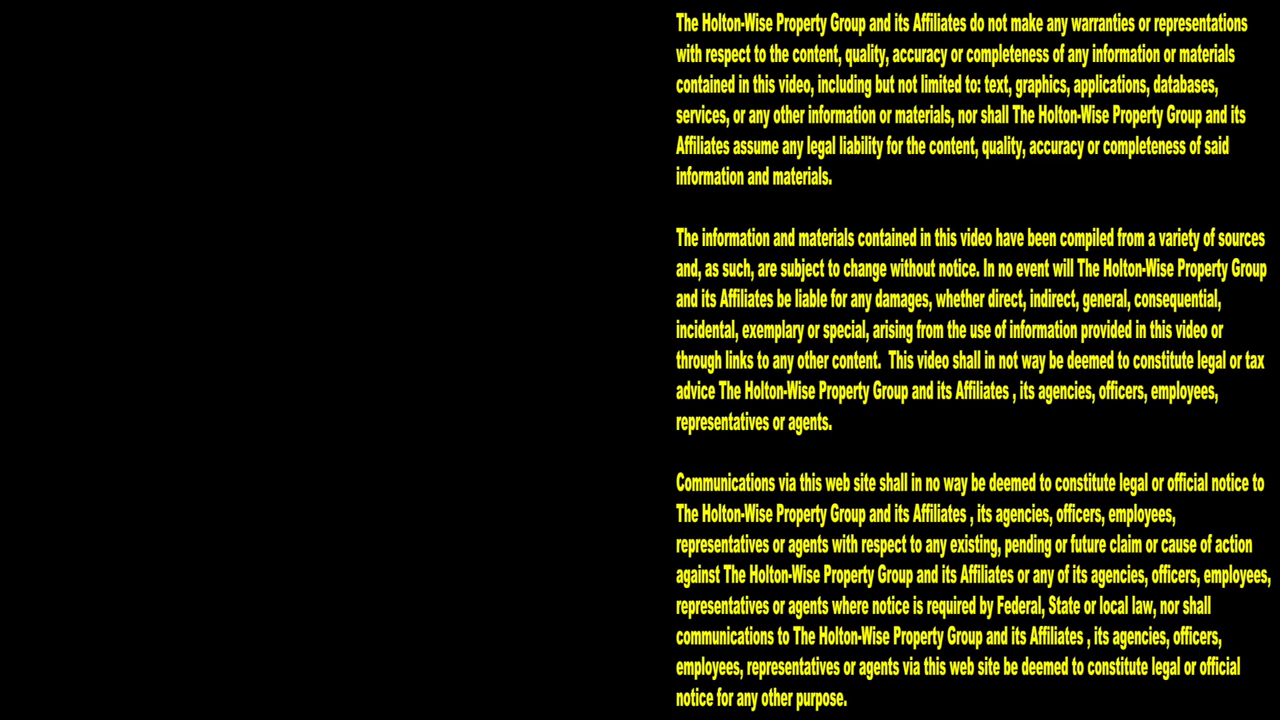 The Holton-Wise Property Group and its Affiliates do not make any warranties or representations
with respect to the content, quality, accuracy or completeness of any information or materials
contained in this video, including but not limited to: text, graphics, applications, databases,
services, or any other information or materials, nor shall The Holton-Wise Property Group and its
Affiliates assume any legal liability for the content, quality, accuracy or completeness of said
information and materials.
The information and materials contained in this video have been compiled from a variety of sources
and, as such, are subject to change without notice. In no event will The Holton-Wise Property Group
and its Affiliates be liable for any damages, whether direct, indirect, general, consequential,
incidental, exemplary or special, arising from the use of information provided in this video or
through links to any other content.  This video shall in not way be deemed to constitute legal or tax
advice The Holton-Wise Property Group and its Affiliates , its agencies, officers, employees,
representatives or agents.
Communications via this web site shall in no way be deemed to constitute legal or official notice to
The Holton-Wise Property Group and its Affiliates , its agencies, officers, employees,
representatives or agents with respect to any existing, pending or future claim or cause of action
against The Holton-Wise Property Group and its Affiliates or any of its agencies, officers, employees,
representatives or agents where notice is required by Federal, State or local law, nor shall
communications to The Holton-Wise Property Group and its Affiliates , its agencies, officers,
employees, representatives or agents via this web site be deemed to constitute legal or official
notice for any other purpose.